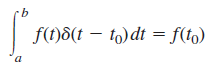 ∫_a^b f(t)δ(t − t₀) dt = f(t₀)